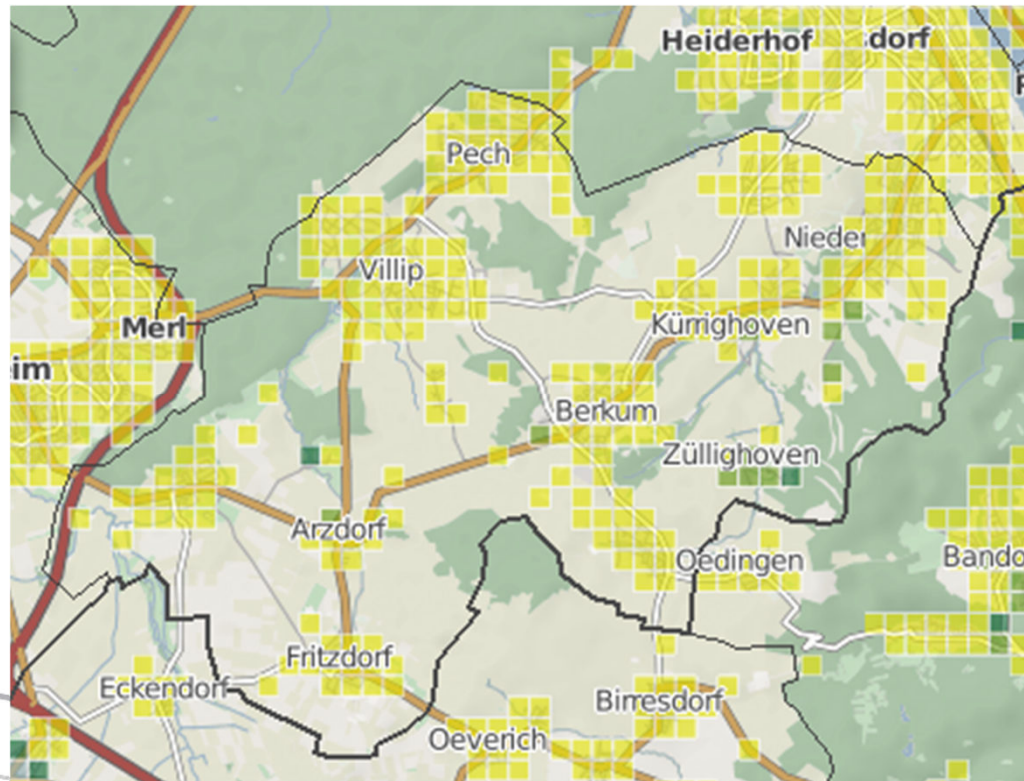 Heiderhof
dorf
Pech
Nieder
Villip
Merl
Kürrighoven
eim
Berkum
Züllighoven
Arzdorf
Oedingen
Bando
Fritzdorf
Eckendorf
Birresdorf
Oeverich